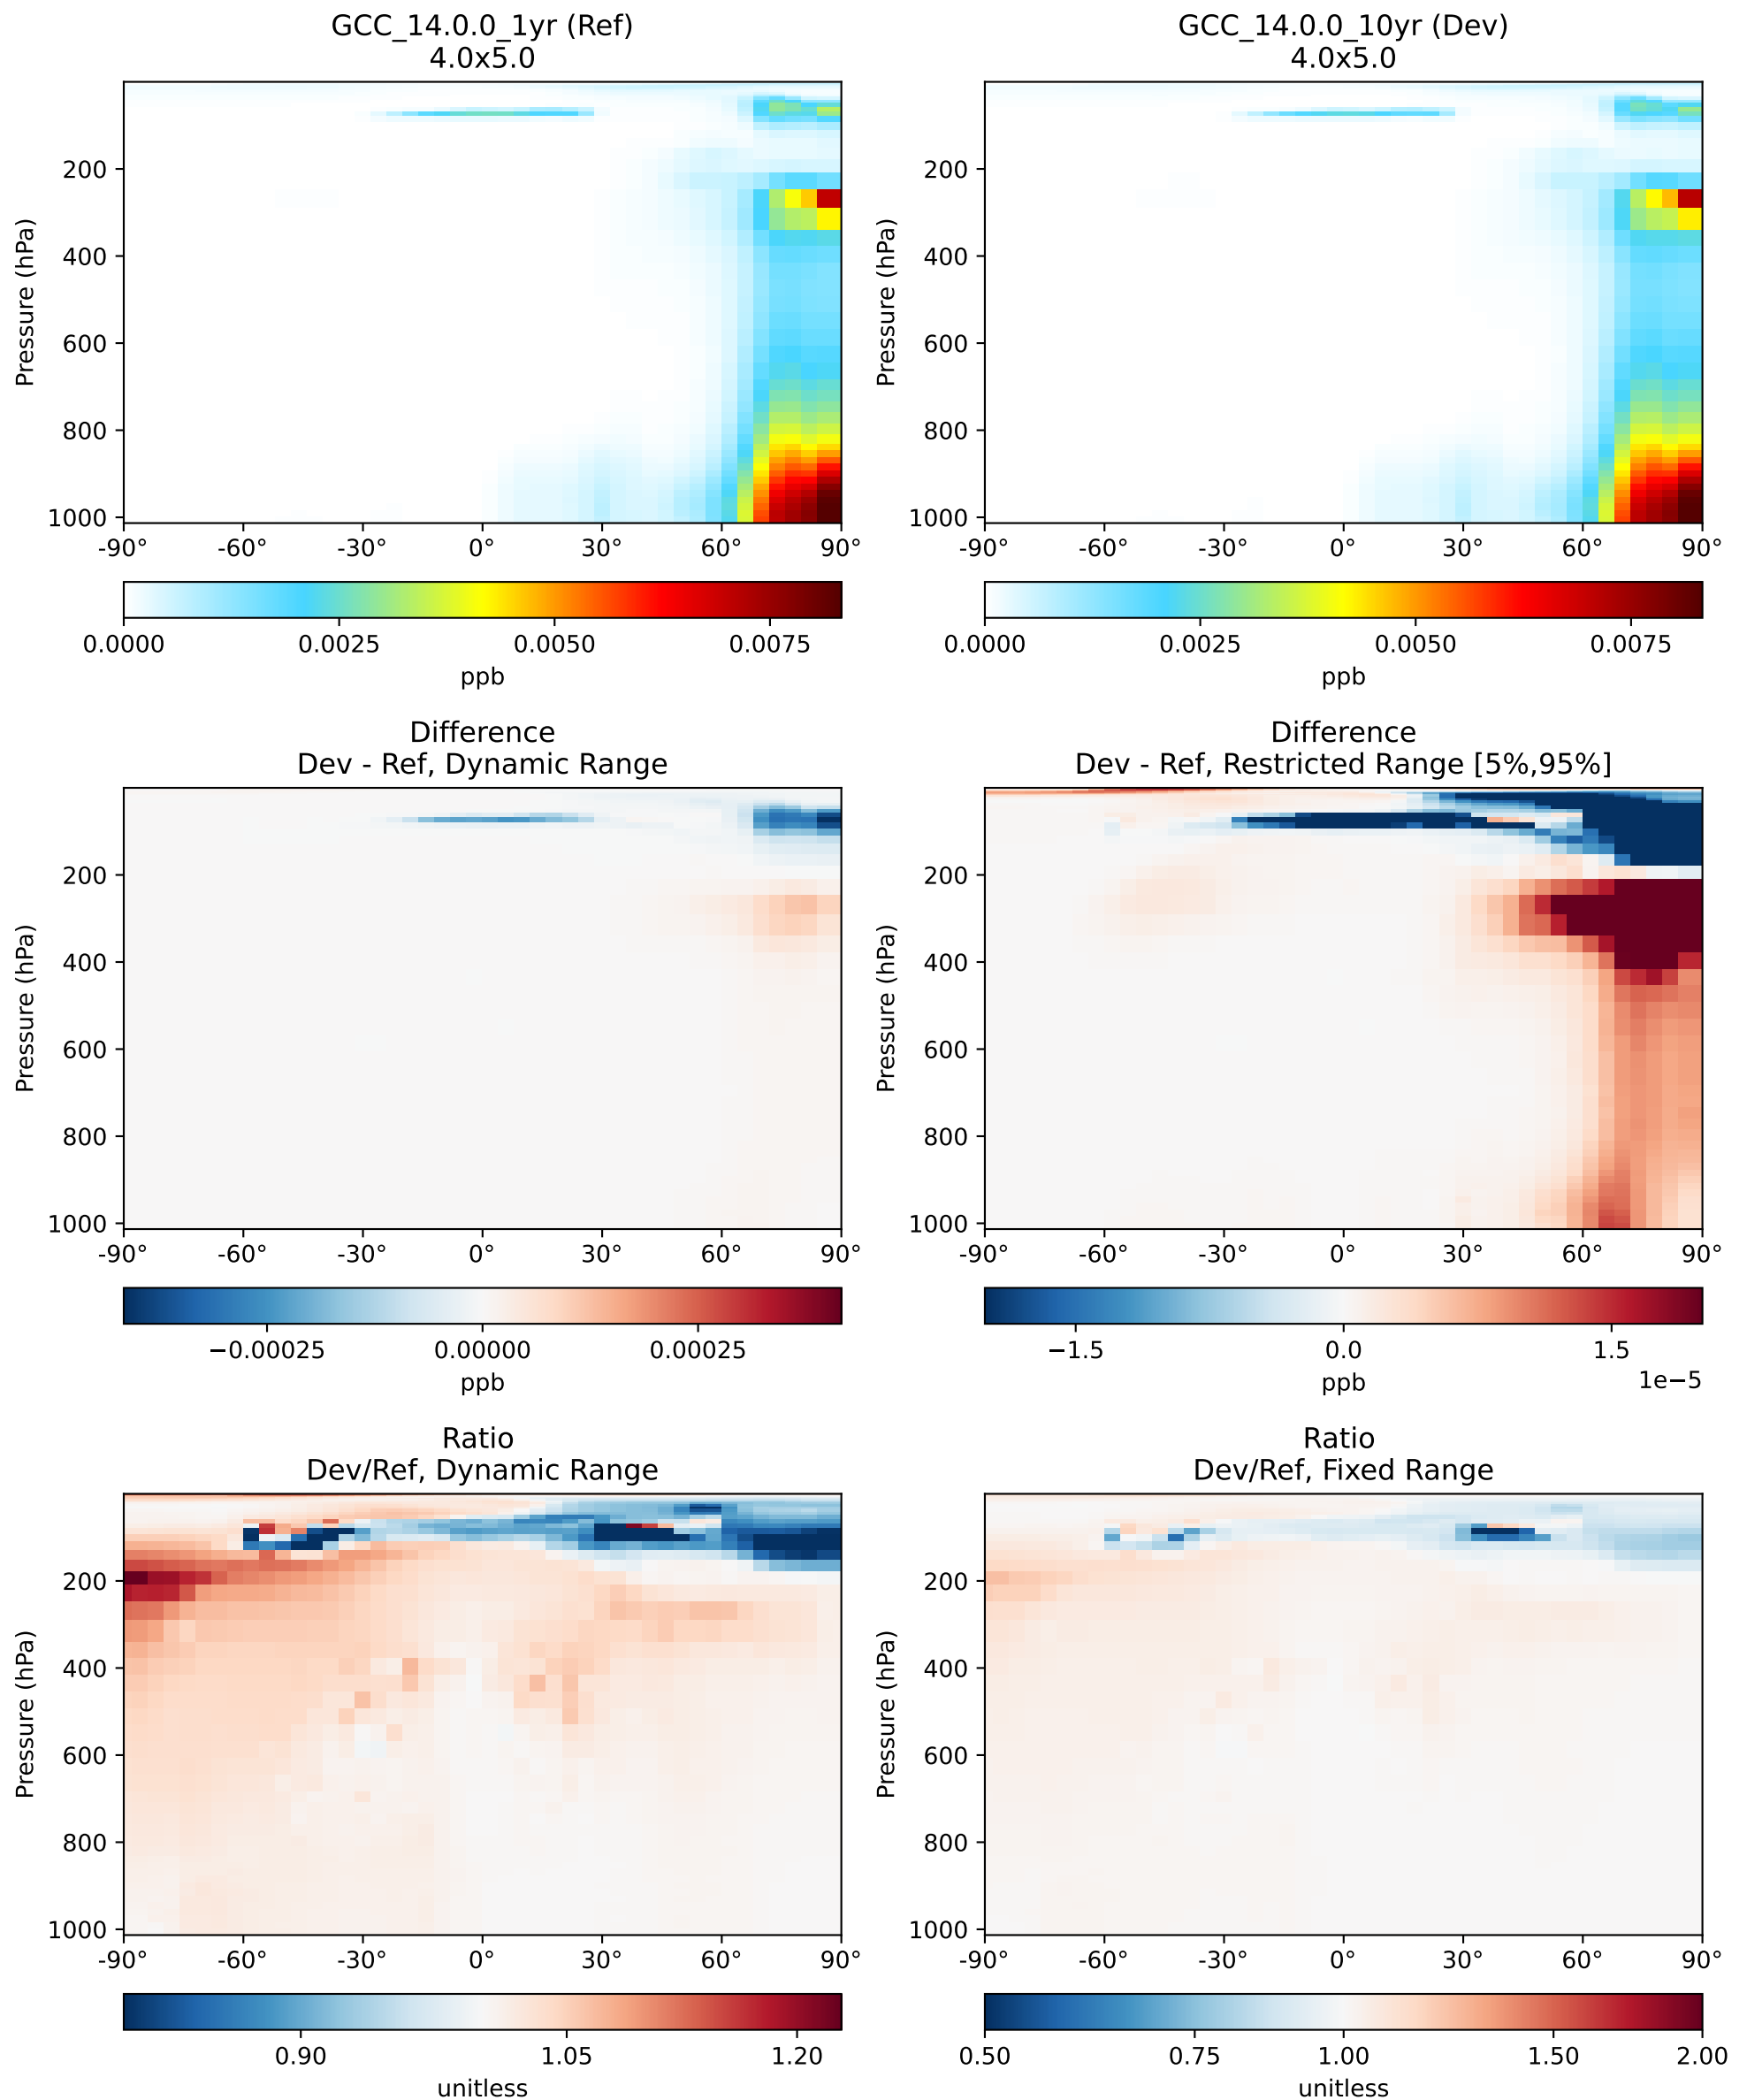 GCC_14.0.0_1yr (Ref)
4.0x5.0
GCC_14.0.0_10yr (Dev)
4.0x5.0
Pressure (hPa)
200
400
600
800
1000
-90° -60° -30° 0° 30° 60° 90°
0.0000 0.0025 0.0050 0.0075
ppb
Pressure (hPa)
200
400
600
800
1000
-90° -60° -30° 0° 30° 60° 90°
0.0000 0.0025 0.0050 0.0075
ppb
Difference
Dev - Ref, Dynamic Range
Pressure (hPa)
200
400
600
800
1000
-90° -60° -30° 0° 30° 60° 90°
−0.00025 0.00000 0.00025
ppb
Difference
Dev - Ref, Restricted Range [5%,95%]
Pressure (hPa)
200
400
600
800
1000
-90° -60° -30° 0° 30° 60° 90°
−1.5 0.0 1.5
ppb
1e−5
Ratio
Dev/Ref, Dynamic Range
Pressure (hPa)
200
400
600
800
1000
-90° -60° -30° 0° 30° 60° 90°
0.90 1.05 1.20
unitless
Ratio
Dev/Ref, Fixed Range
Pressure (hPa)
200
400
600
800
1000
-90° -60° -30° 0° 30° 60° 90°
0.50 0.75 1.00 1.50 2.00
unitless